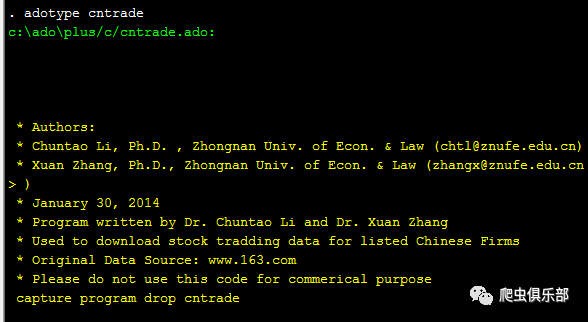 . adotype cntrade
c:\ado\plus/c/cntrade.ado:
* Authors:
* Chuntao Li, Ph.D. , Zhongnan Univ. of Econ. & Law (chtl@znufe.edu.cn)
* Xuan Zhang, Ph.D., Zhongnan Univ. of Econ. & Law (zhangx@znufe.edu.cn
> )
* January 30, 2014
* Program written by Dr. Chuntao Li and Dr. Xuan Zhang
* Used to download stock tradding data for listed Chinese Firms
* Original Data Source: www.163.com
* Please do not use this code for commerical purpose
capture program drop cntrade
爬虫俱乐部